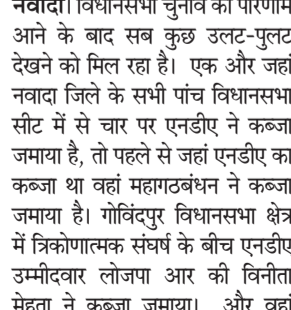 नवादा। विधानसभा चुनाव का परिणाम
आने के बाद सब कुछ उलट-पुलट
देखने को मिल रहा है। एक और जहां
नवादा जिले के सभी पांच विधानसभा
सीट में से चार पर एनडीए ने कब्जा
जमाया है, तो पहले से जहां एनडीए का
कब्जा था वहां महागठबंधन ने कब्जा
जमाया है। गोविंदपुर विधानसभा क्षेत्र
में त्रिकोणात्मक संघर्ष के बीच एनडीए
उम्मीदवार लोजपा आर की विनीता
मेहता ने कब्जा जमाया। और वहां